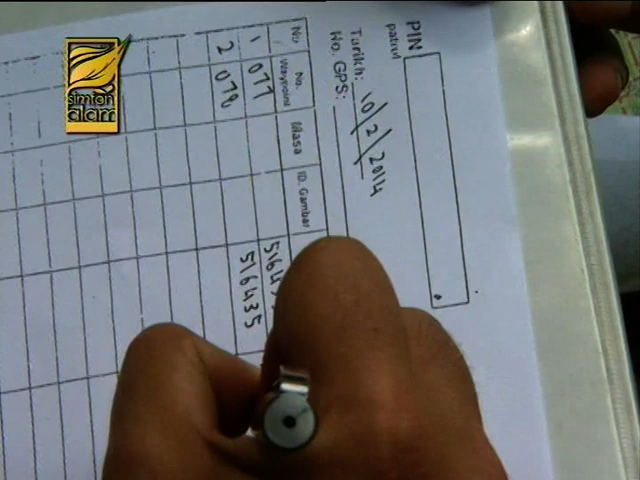 simfoni
alam
PIN
Tarikh: 10/2/2014
No. GPS:
No No. Waypoint Masa ID. Gambar
1 077
2 078 516435